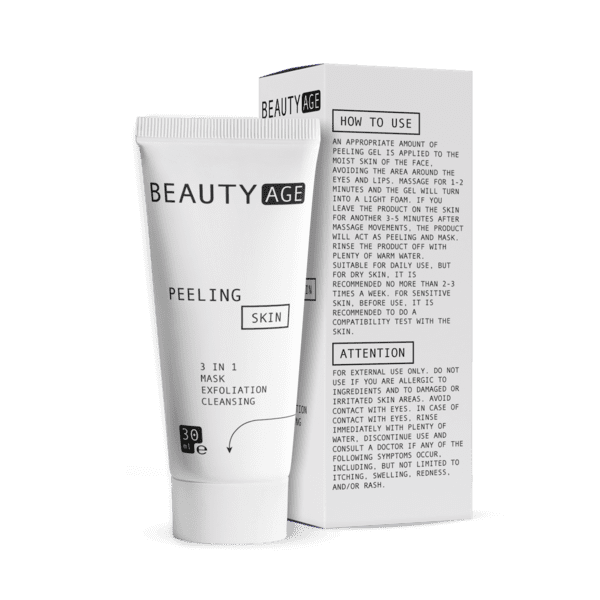 BEAUTY AGE
PEELING
SKIN
3 IN 1
MASK
EXFOLIATION
CLEANSING
30
ml e
BEAUTY AGE
HOW TO USE
AN APPROPRIATE AMOUNT OF
PEELING GEL IS APPLIED TO THE
MOIST SKIN OF THE FACE,
AVOIDING THE AREA AROUND THE
EYES AND LIPS. MASSAGE FOR 1-2
MINUTES AND THE GEL WILL TURN
INTO A LIGHT FOAM. IF YOU
LEAVE THE PRODUCT ON THE SKIN
FOR ANOTHER 3-5 MINUTES AFTER
MASSAGE MOVEMENTS, THE PRODUCT
WILL ACT AS PEELING AND MASK.
RINSE THE PRODUCT OFF WITH
PLENTY OF WARM WATER.
SUITABLE FOR DAILY USE, BUT
FOR DRY SKIN, IT IS
RECOMMENDED NO MORE THAN 2-3
TIMES A WEEK. FOR SENSITIVE
SKIN, BEFORE USE, IT IS
RECOMMENDED TO DO A
COMPATIBILITY TEST WITH THE
SKIN.
ATTENTION
FOR EXTERNAL USE ONLY. DO NOT
USE IF YOU ARE ALLERGIC TO
INGREDIENTS AND TO DAMAGED OR
IRRITATED SKIN AREAS. AVOID
CONTACT WITH EYES. IN CASE OF
CONTACT WITH EYES, RINSE
IMMEDIATELY WITH PLENTY OF
WATER, DISCONTINUE USE AND
CONSULT A DOCTOR IF ANY OF THE
FOLLOWING SYMPTOMS OCCUR,
INCLUDING, BUT NOT LIMITED TO
ITCHING, SWELLING, REDNESS,
AND/OR RASH.